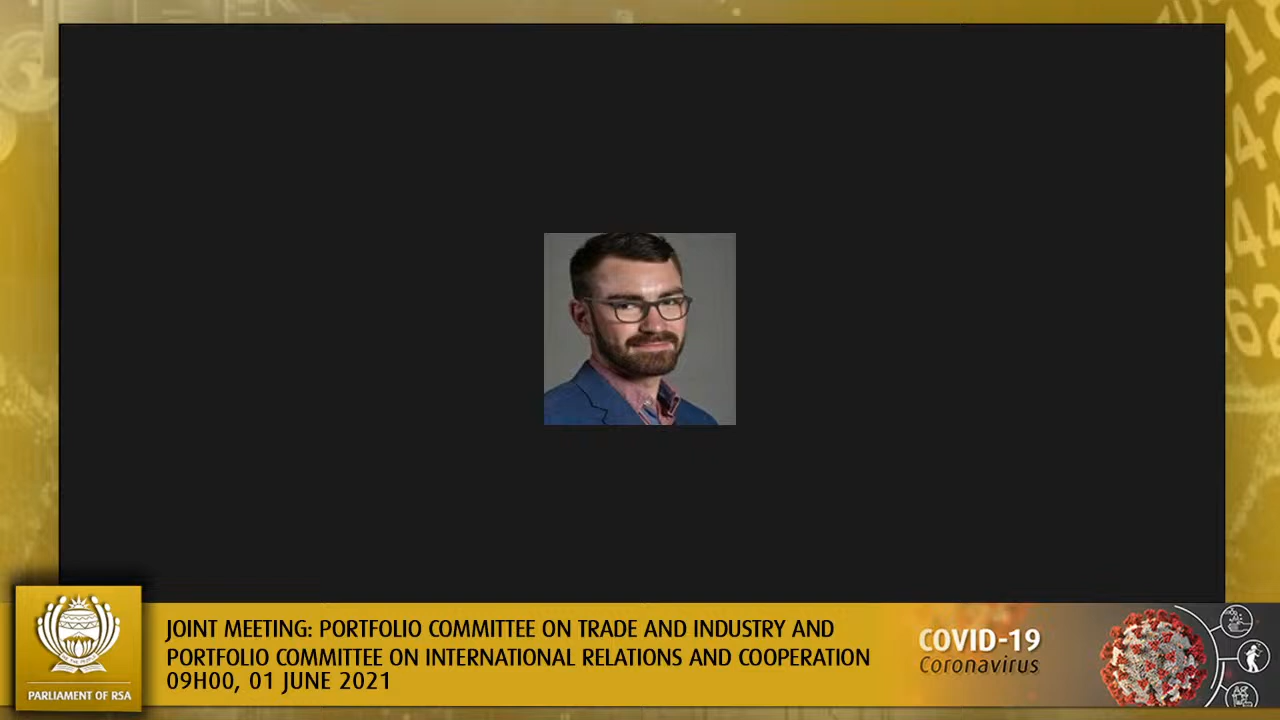 JOINT MEETING: PORTFOLIO COMMITTEE ON TRADE AND INDUSTRY AND
PORTFOLIO COMMITTEE ON INTERNATIONAL RELATIONS AND COOPERATION
09H00, 01 JUNE 2021
PARLIAMENT OF RSA
COVID-19
Coronavirus